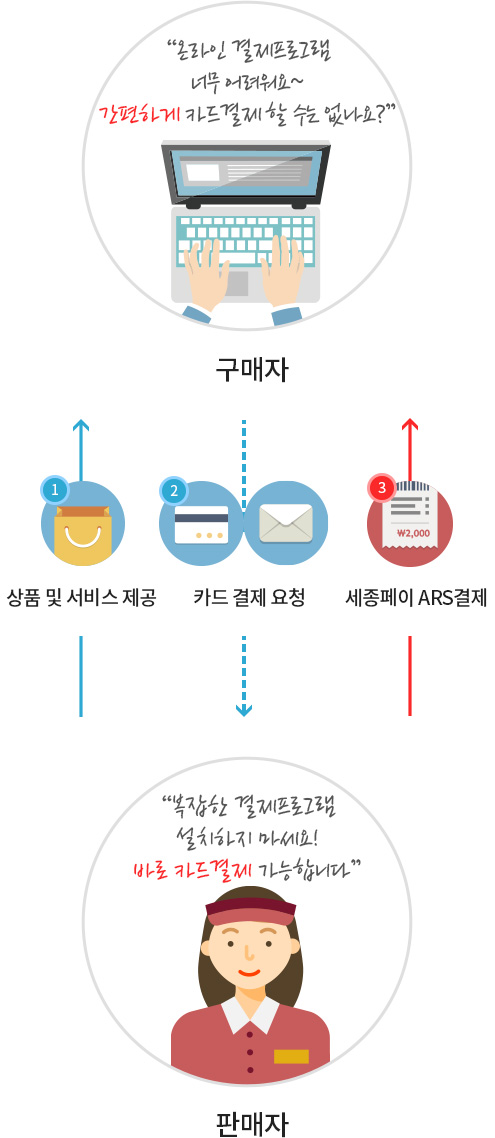 “온라인 결제프로그램
너무 어려워요~
간편하게 카드결제 할 수는 없나요?”
구매자
1
2
3
₩2,000
상품 및 서비스 제공
카드 결제 요청
세종페이 ARS결제
“복잡한 결제프로그램
설치하지 마세요!
바로 카드결제 가능합니다”
판매자